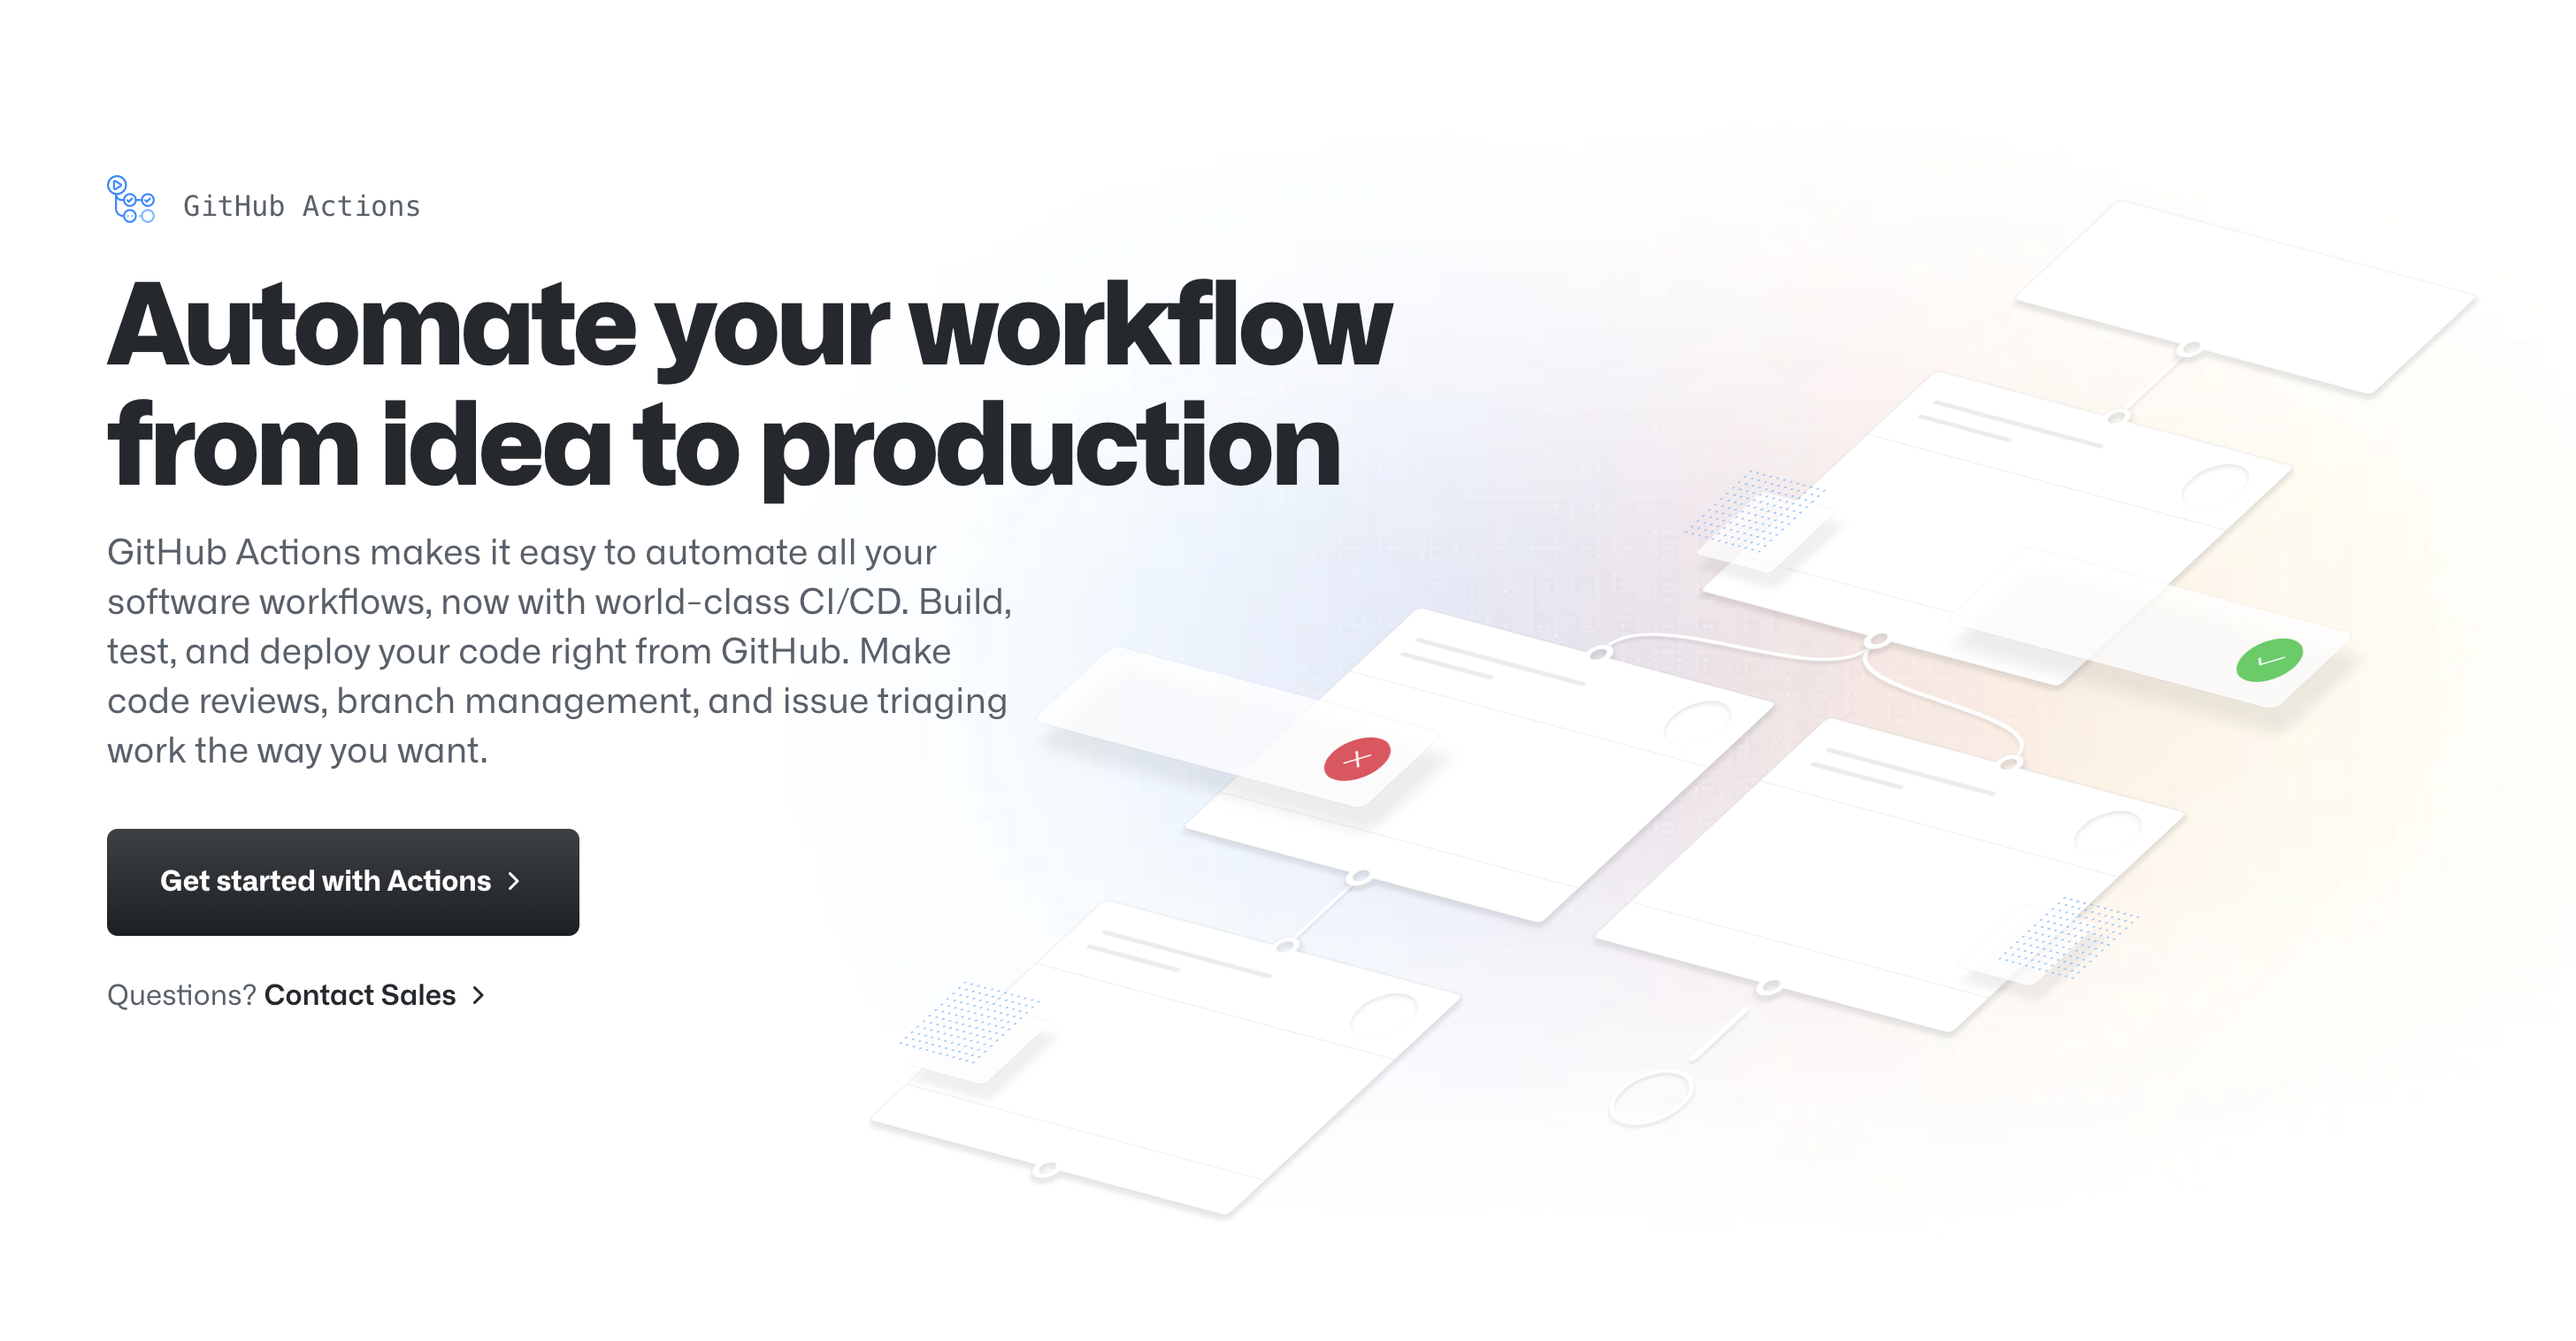 GitHub Actions
Automate your workflow
from idea to production
GitHub Actions makes it easy to automate all your
software workflows, now with world-class CI/CD. Build,
test, and deploy your code right from GitHub. Make
code reviews, branch management, and issue triaging
work the way you want.
Get started with Actions
Questions? Contact Sales